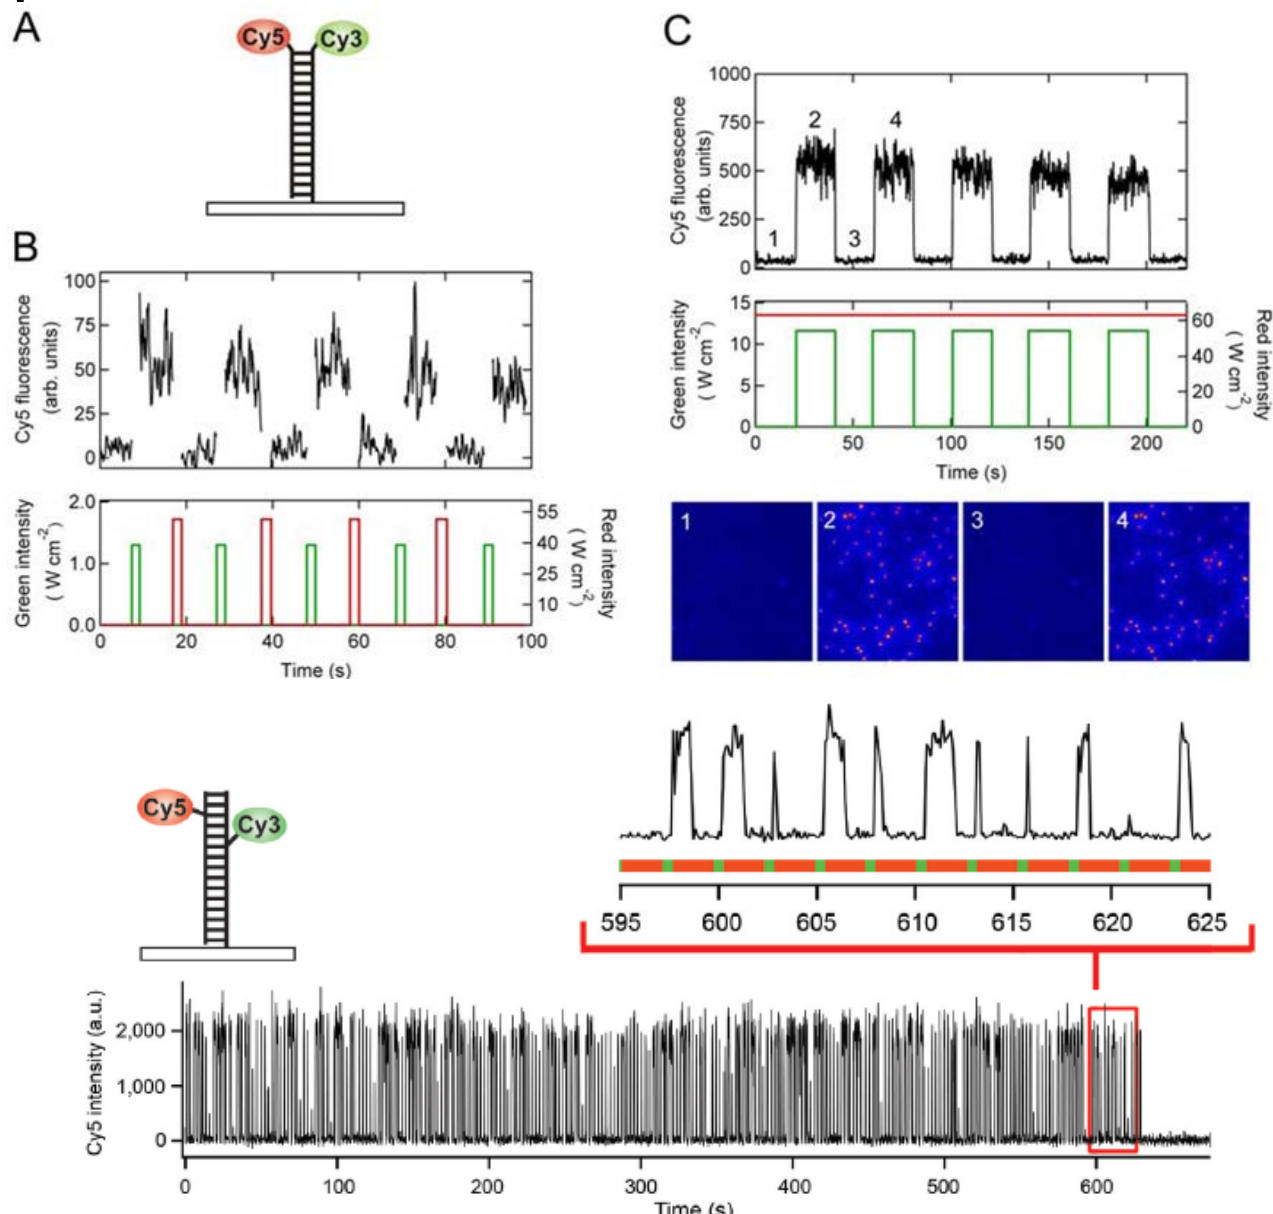 A
Cy5 Cy3
B
Cy5 fluorescence
(arb. units)
100
75
50
25
0
Green intensity
( W cm-2)
2.0
1.0
0.0
55
40
25
10
Red intensity
( W cm-2)
0 20 40 60 80 100
Time (s)
C
Cy5 fluorescence
(arb. units)
1000
750
500
250
0
1 2 3 4
Green intensity
( W cm-2)
15
10
5
0
60
40
20
0
Red intensity
( W cm-2)
0 50 100 150 200
Time (s)
1 2 3 4
Cy5
Cy3
595 600 605 610 615 620 625
Cy5 intensity (a.u.)
2,000
1,000
0
0 100 200 300 400 500 600
Time (s)